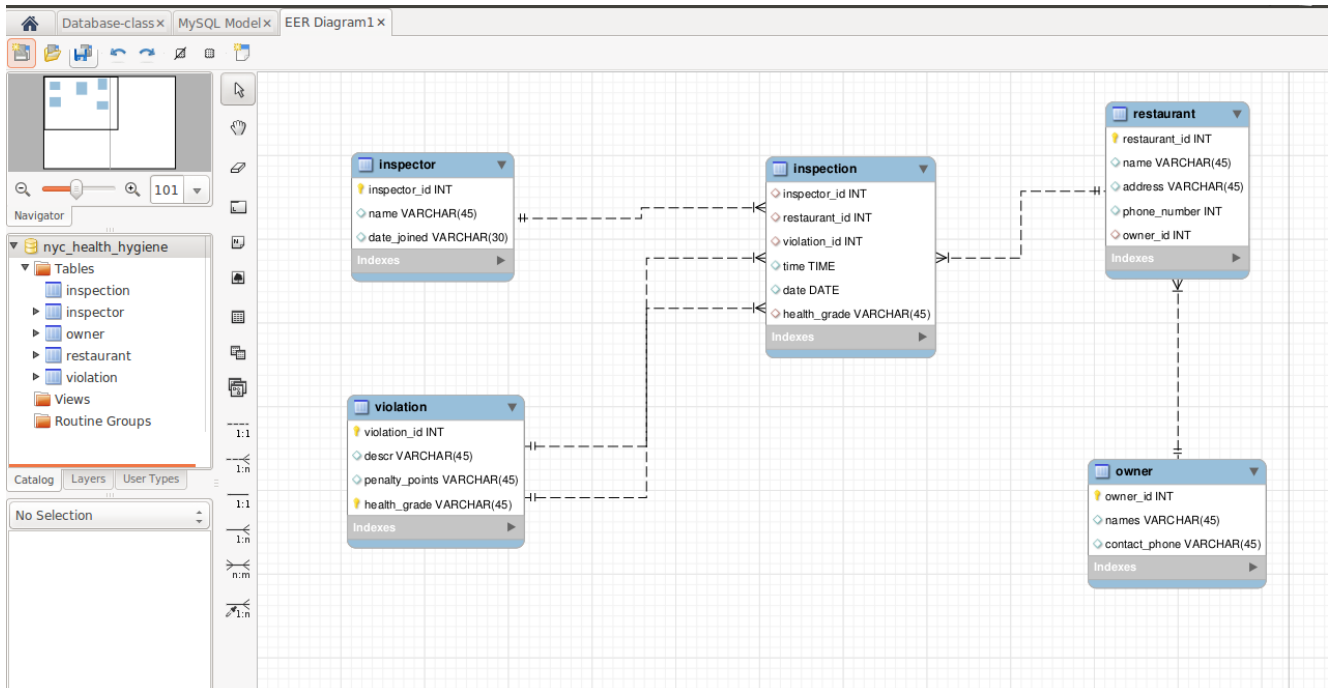 Database-class × MySQL Model × EER Diagram1 ×
101
Navigator
nyc_health_hygiene
Tables
inspection
inspector
owner
restaurant
violation
Views
Routine Groups
Catalog Layers User Types
No Selection
1:1
1:n
1:1
1:n
n:m
1:n
inspector
inspector_id INT
name VARCHAR(45)
date_joined VARCHAR(30)
Indexes
violation
violation_id INT
descr VARCHAR(45)
penalty_points VARCHAR(45)
health_grade VARCHAR(45)
Indexes
inspection
inspector_id INT
restaurant_id INT
violation_id INT
time TIME
date DATE
health_grade VARCHAR(45)
Indexes
restaurant
restaurant_id INT
name VARCHAR(45)
address VARCHAR(45)
phone_number INT
owner_id INT
Indexes
owner
owner_id INT
names VARCHAR(45)
contact_phone VARCHAR(45)
Indexes